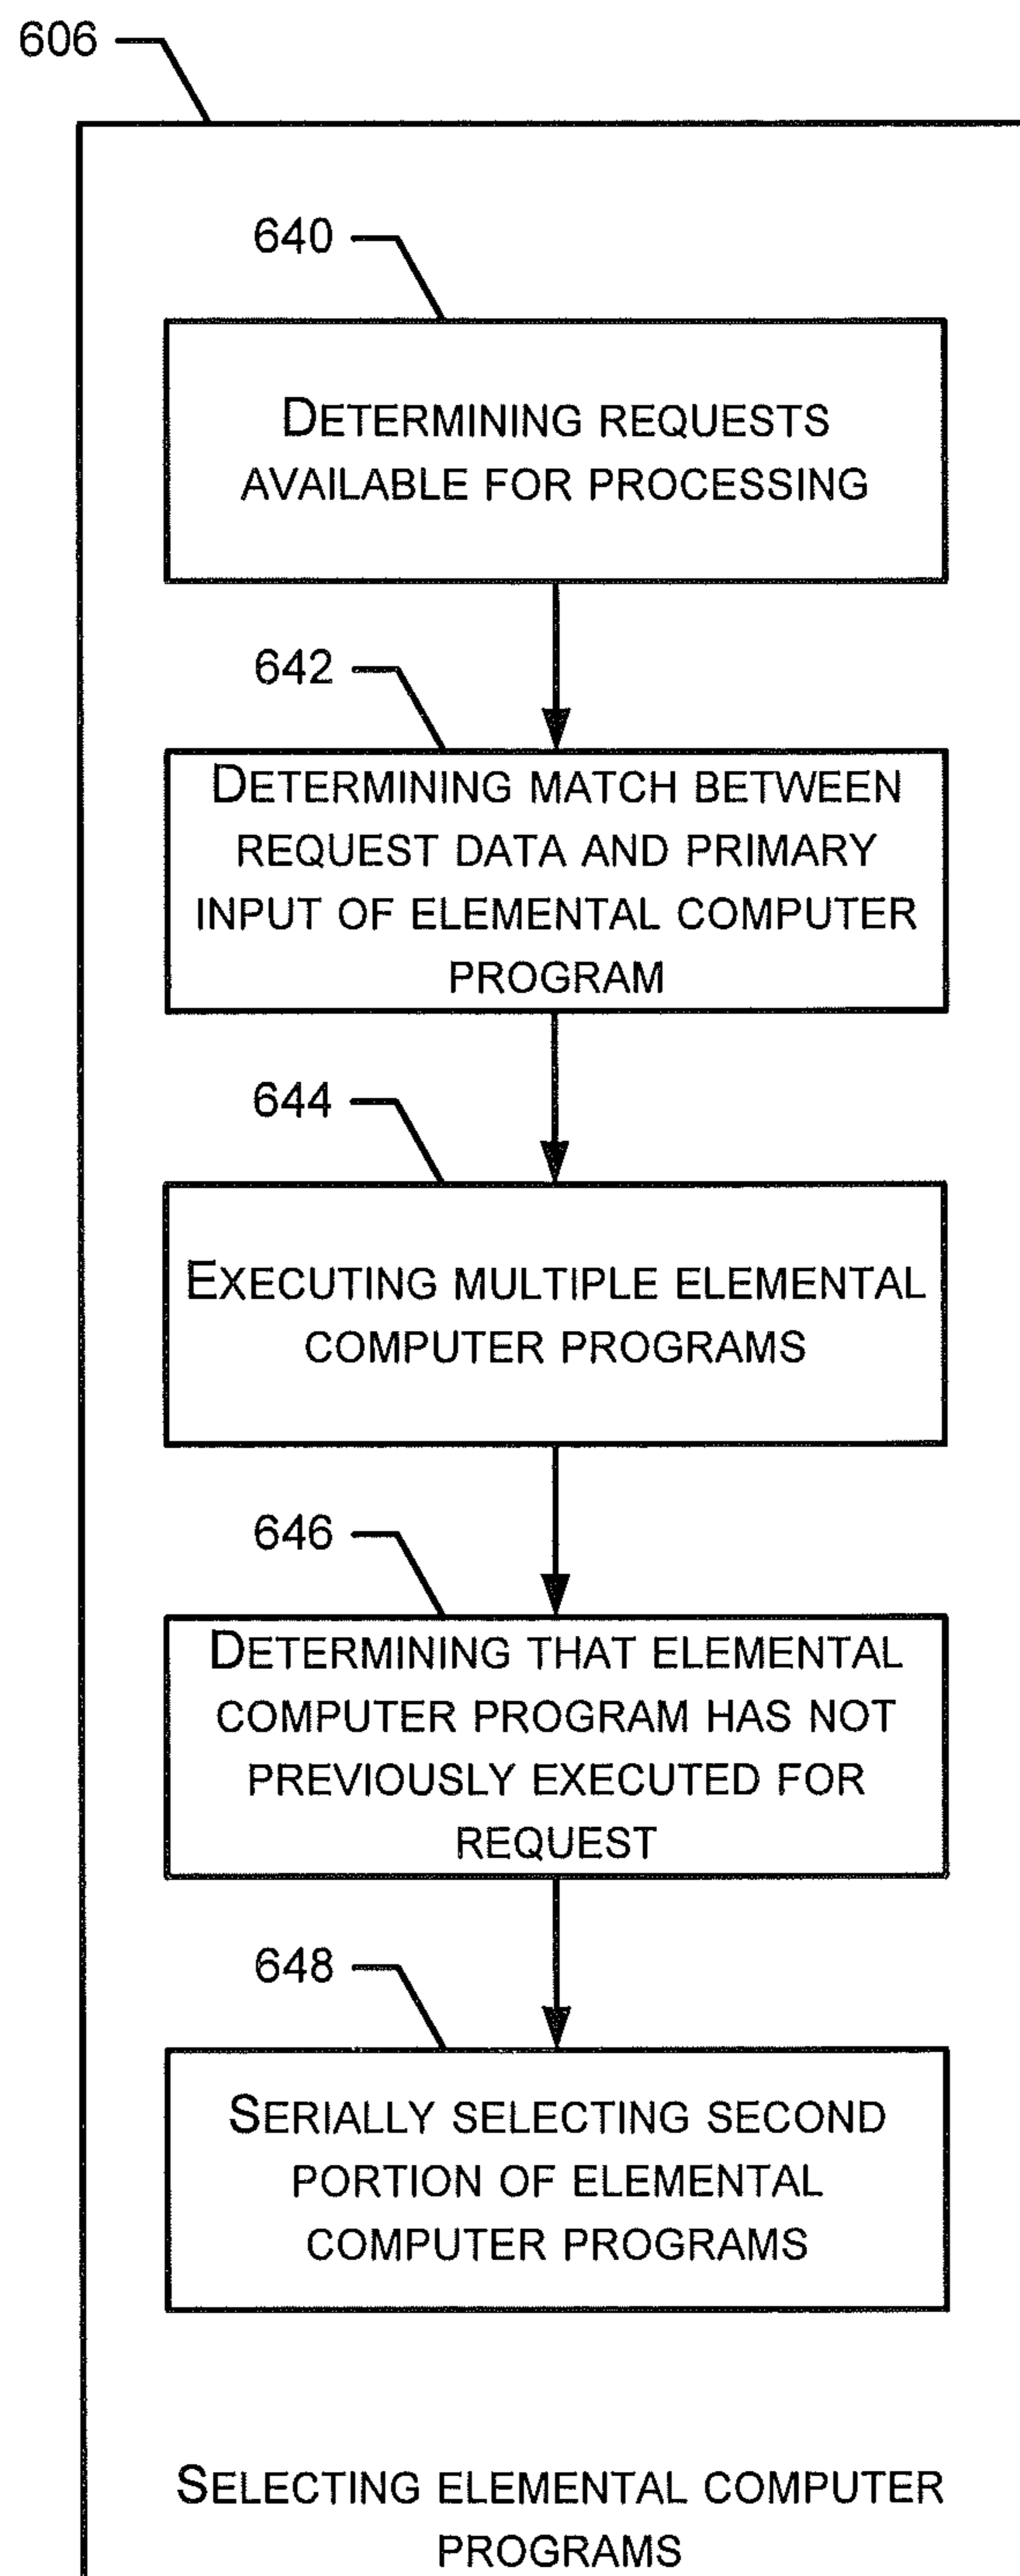 606
640
DETERMINING REQUESTS
AVAILABLE FOR PROCESSING
642
DETERMINING MATCH BETWEEN
REQUEST DATA AND PRIMARY
INPUT OF ELEMENTAL COMPUTER
PROGRAM
644
EXECUTING MULTIPLE ELEMENTAL
COMPUTER PROGRAMS
646
DETERMINING THAT ELEMENTAL
COMPUTER PROGRAM HAS NOT
PREVIOUSLY EXECUTED FOR
REQUEST
648
SERIALLY SELECTING SECOND
PORTION OF ELEMENTAL
COMPUTER PROGRAMS
SELECTING ELEMENTAL COMPUTER
PROGRAMS